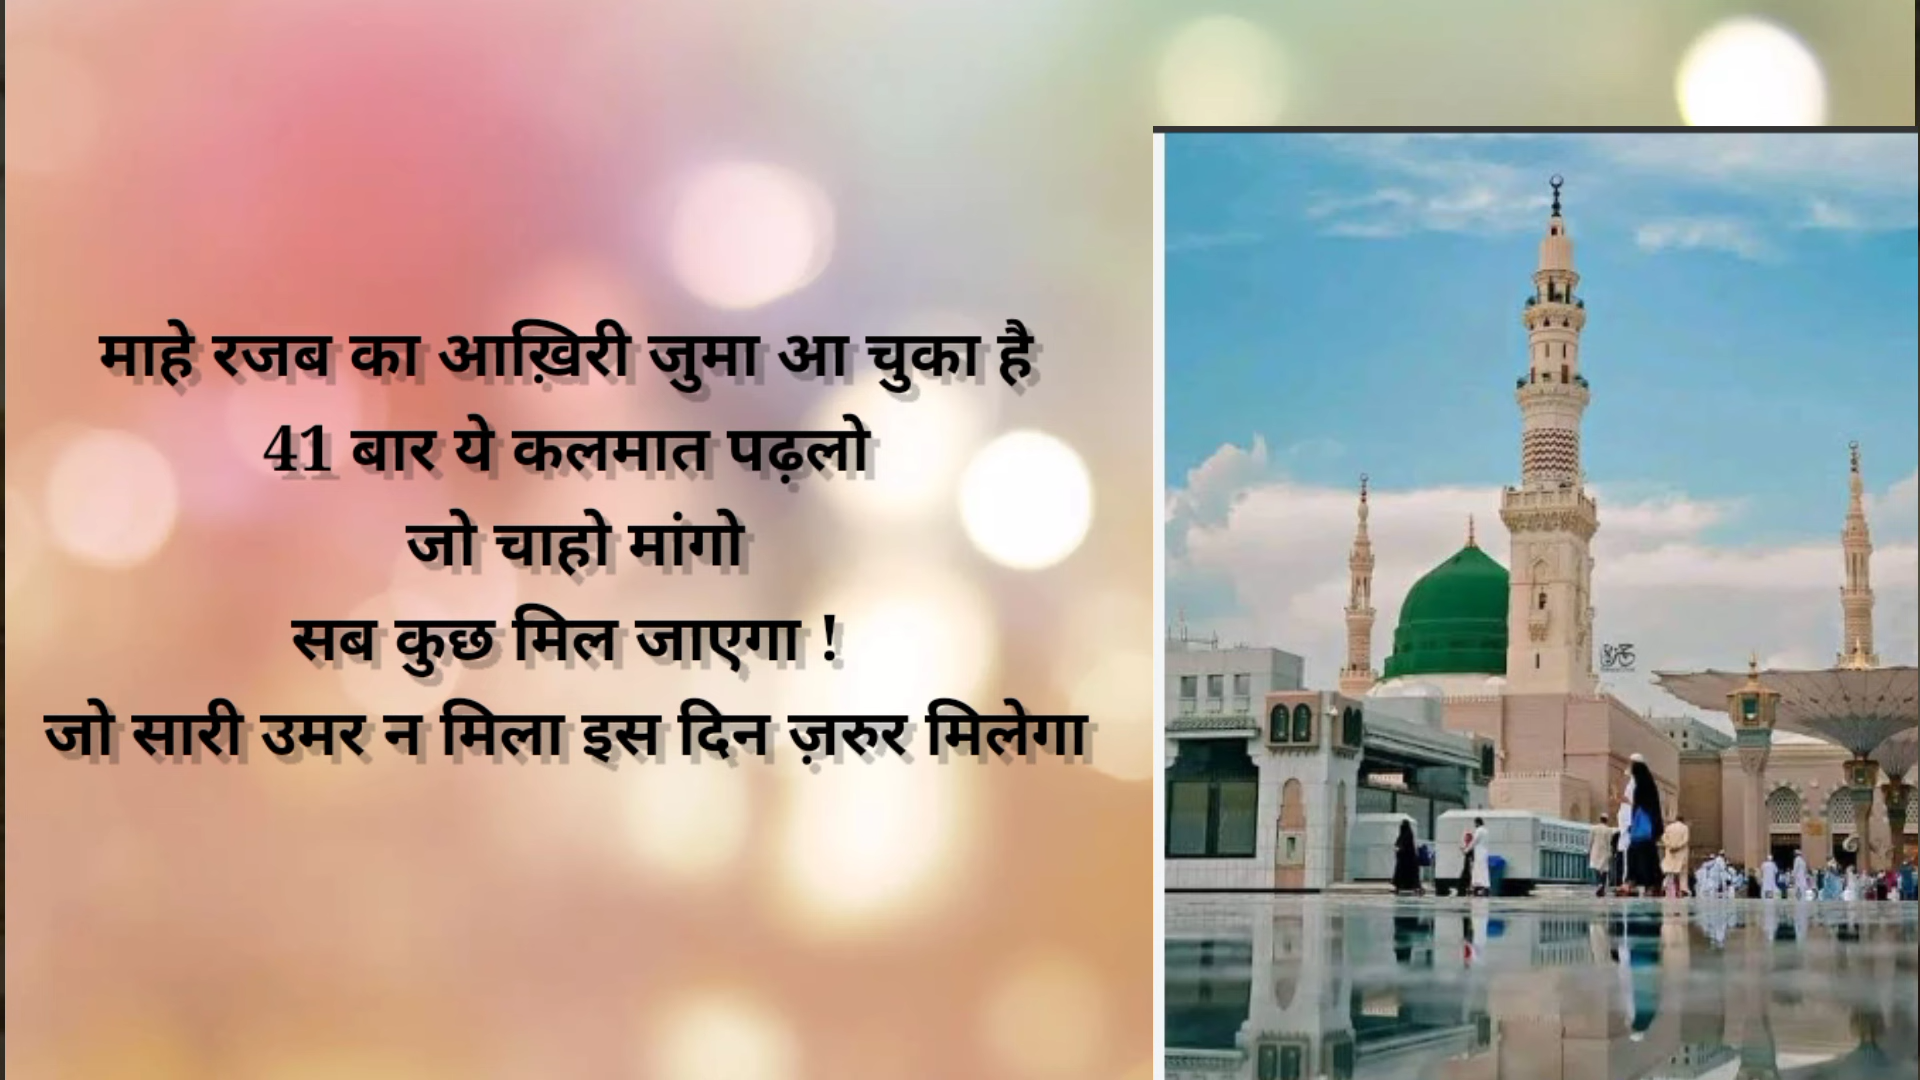 माहे रजब का आख़िरी जुमा आ चुका है
41 बार ये कलमात पढ़लो
जो चाहो मांगो
सब कुछ मिल जाएगा !
जो सारी उमर न मिला इस दिन ज़रुर मिलेगा